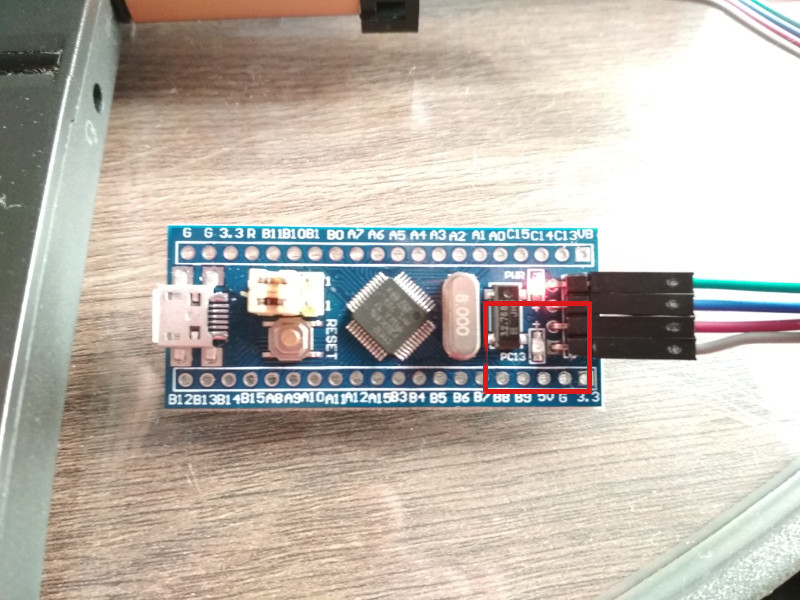 G G 3.3 R B11 B10 B1 B0 A7 A6 A5 A4 A3 A2 A1 A0 C15 C14 C13 VB
PWR
1
1
8.000
RESET
PC13
B12 B13 B14 B15 A8 A9 A10 A11 A12 A15 B3 B4 B5 B6 B7 B8 B9 5V G 3.3